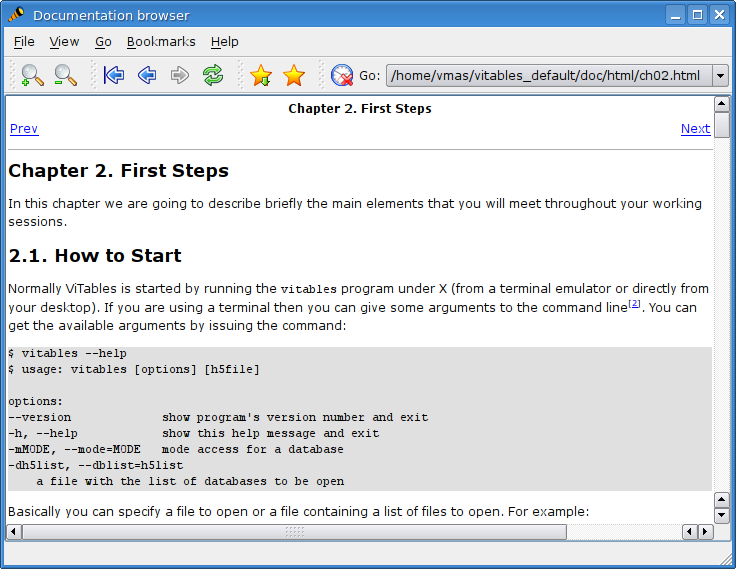 Documentation browser
File View Go Bookmarks Help
Go: /home/vmas/vitables_default/doc/html/ch02.html
Chapter 2. First Steps
Prev Next
Chapter 2. First Steps
In this chapter we are going to describe briefly the main elements that you will meet throughout your working
sessions.
2.1. How to Start
Normally ViTables is started by running the vitables program under X (from a terminal emulator or directly from
your desktop). If you are using a terminal then you can give some arguments to the command line[2]. You can
get the available arguments by issuing the command:
$ vitables --help
$ usage: vitables [options] [h5file]
options:
--version show program's version number and exit
-h, --help show this help message and exit
-mMODE, --mode=MODE mode access for a database
-dh5list, --dblist=h5list
a file with the list of databases to be open
Basically you can specify a file to open or a file containing a list of files to open. For example: